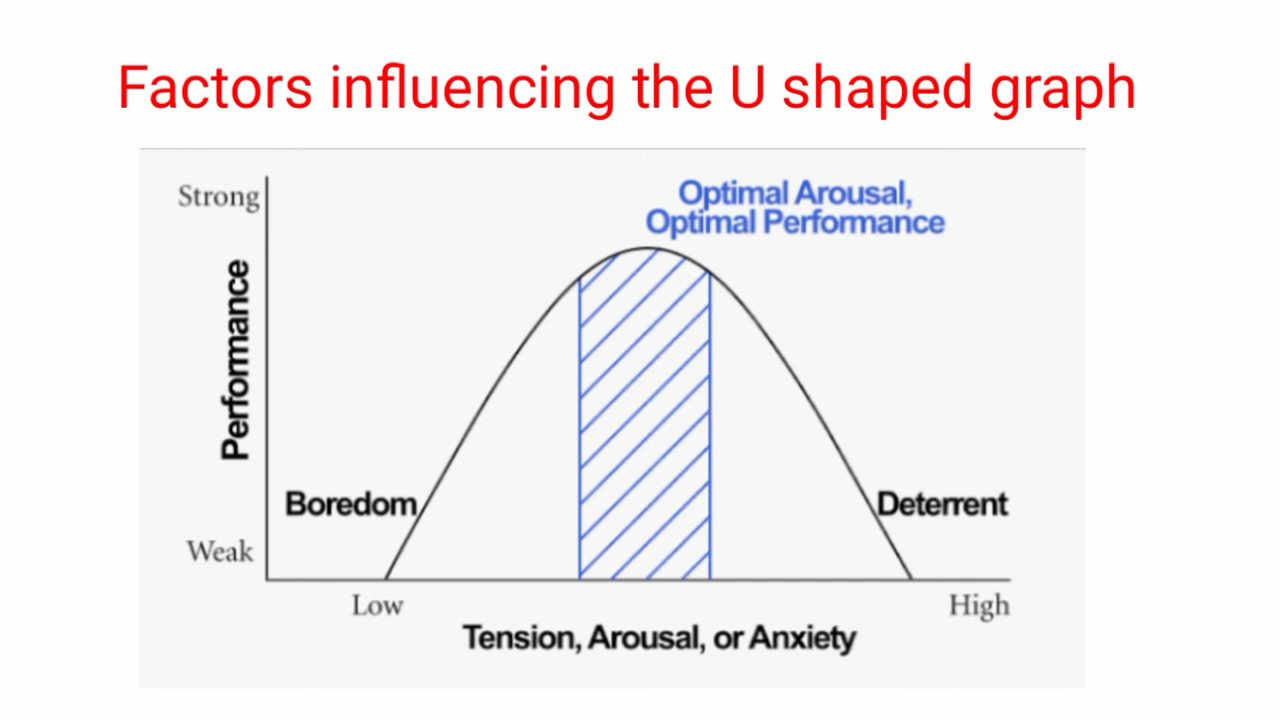 Factors influencing the U shaped graph
Strong
Optimal Arousal,
Optimal Performance
Performance
Boredom
Deterrent
Weak
Low
High
Tension, Arousal, or Anxiety